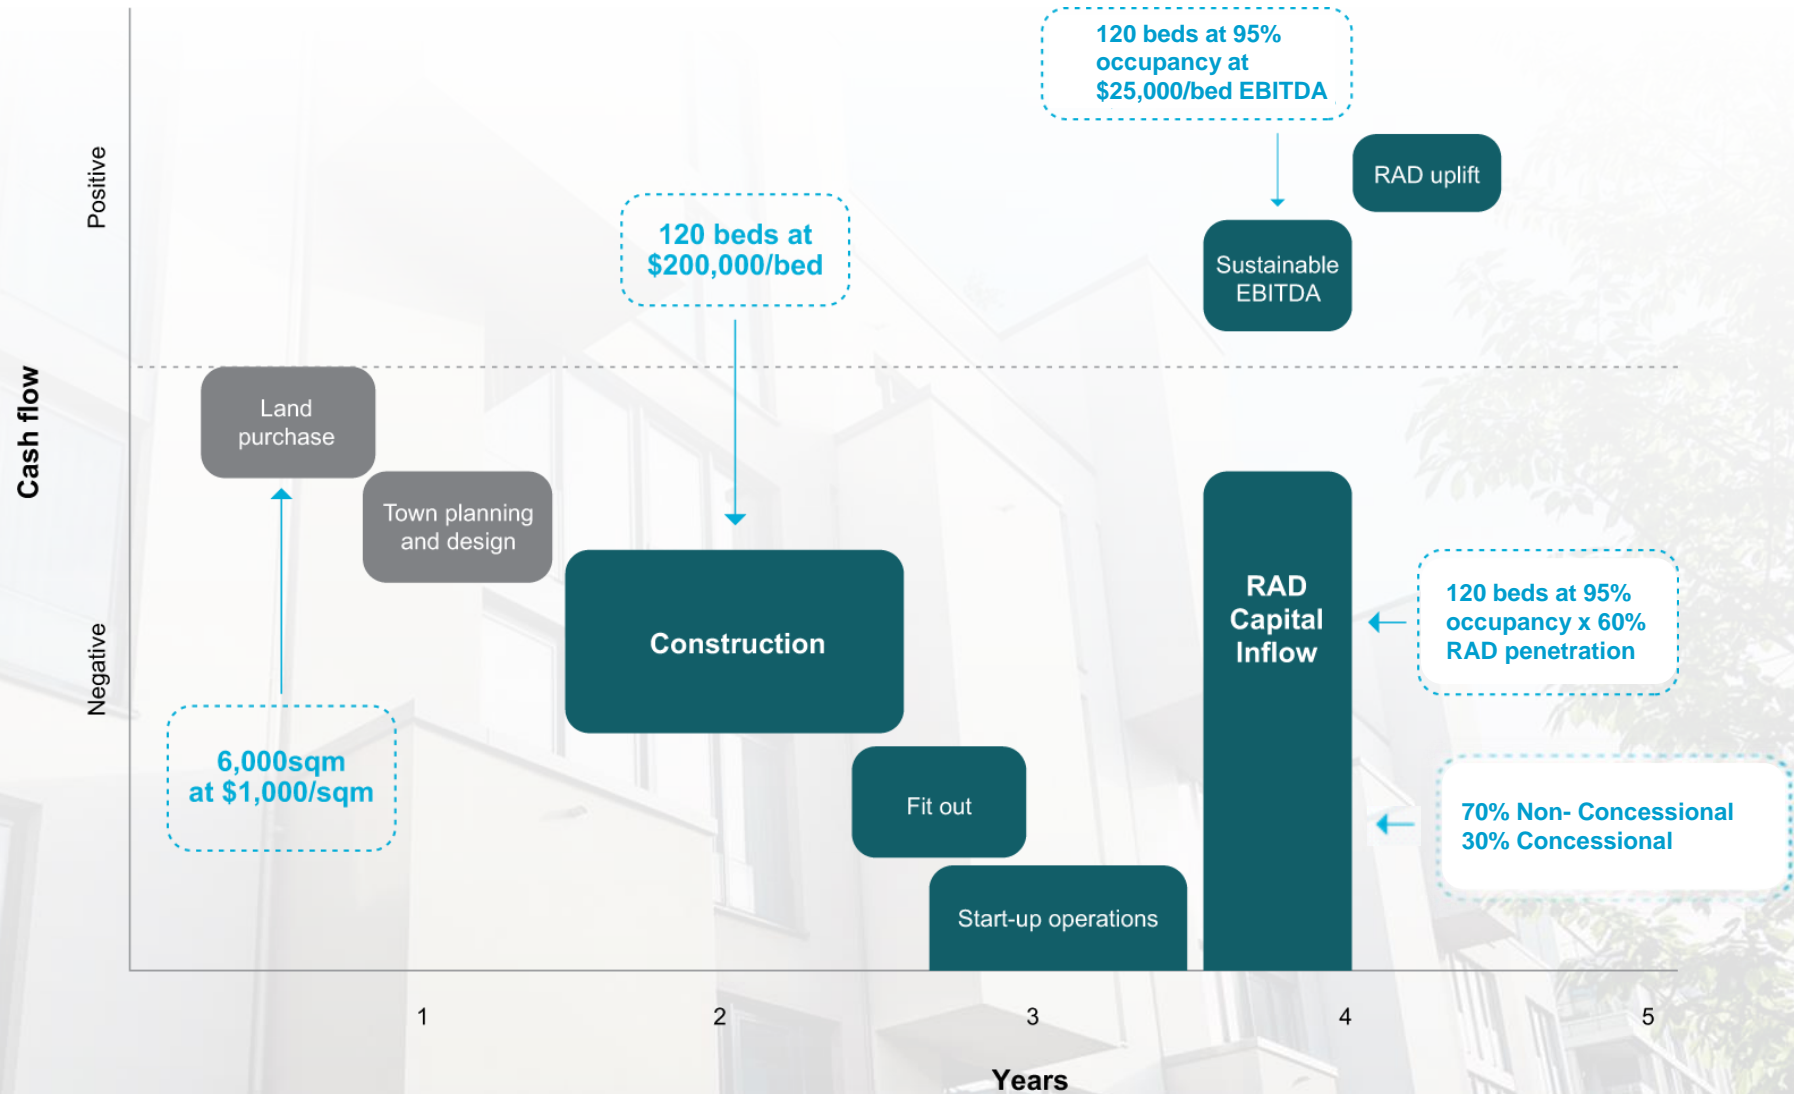 120 beds at 95%
occupancy at
$25,000/bed EBITDA
RAD uplift
Positive
120 beds at
$200,000/bed
Sustainable
EBITDA
Cash flow
Land
purchase
Town planning
and design
Construction
RAD
Capital
Inflow
120 beds at 95%
occupancy x 60%
RAD penetration
Negative
6,000sqm
at $1,000/sqm
Fit out
70% Non- Concessional
30% Concessional
Start-up operations
1
2
3
4
5
Years